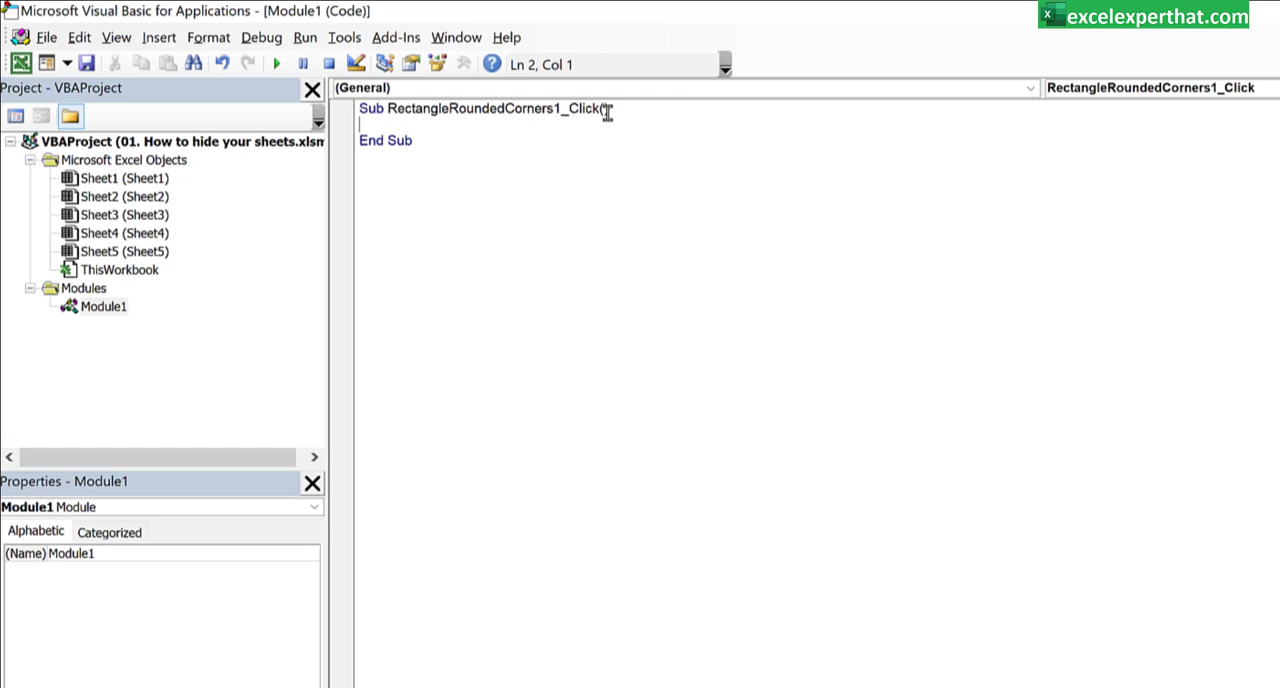 Microsoft Visual Basic for Applications - [Module1 (Code)]
excelexperthat.com
File Edit View Insert Format Debug Run Tools Add-Ins Window Help
Ln 2, Col 1
Project - VBAProject
(General)
RectangleRoundedCorners1_Click
Sub RectangleRoundedCorners1_Click()
End Sub
VBAProject (01. How to hide your sheets.xlsm
Microsoft Excel Objects
Sheet1 (Sheet1)
Sheet2 (Sheet2)
Sheet3 (Sheet3)
Sheet4 (Sheet4)
Sheet5 (Sheet5)
ThisWorkbook
Modules
Module1
Properties - Module1
Module1 Module
Alphabetic Categorized
(Name) Module1